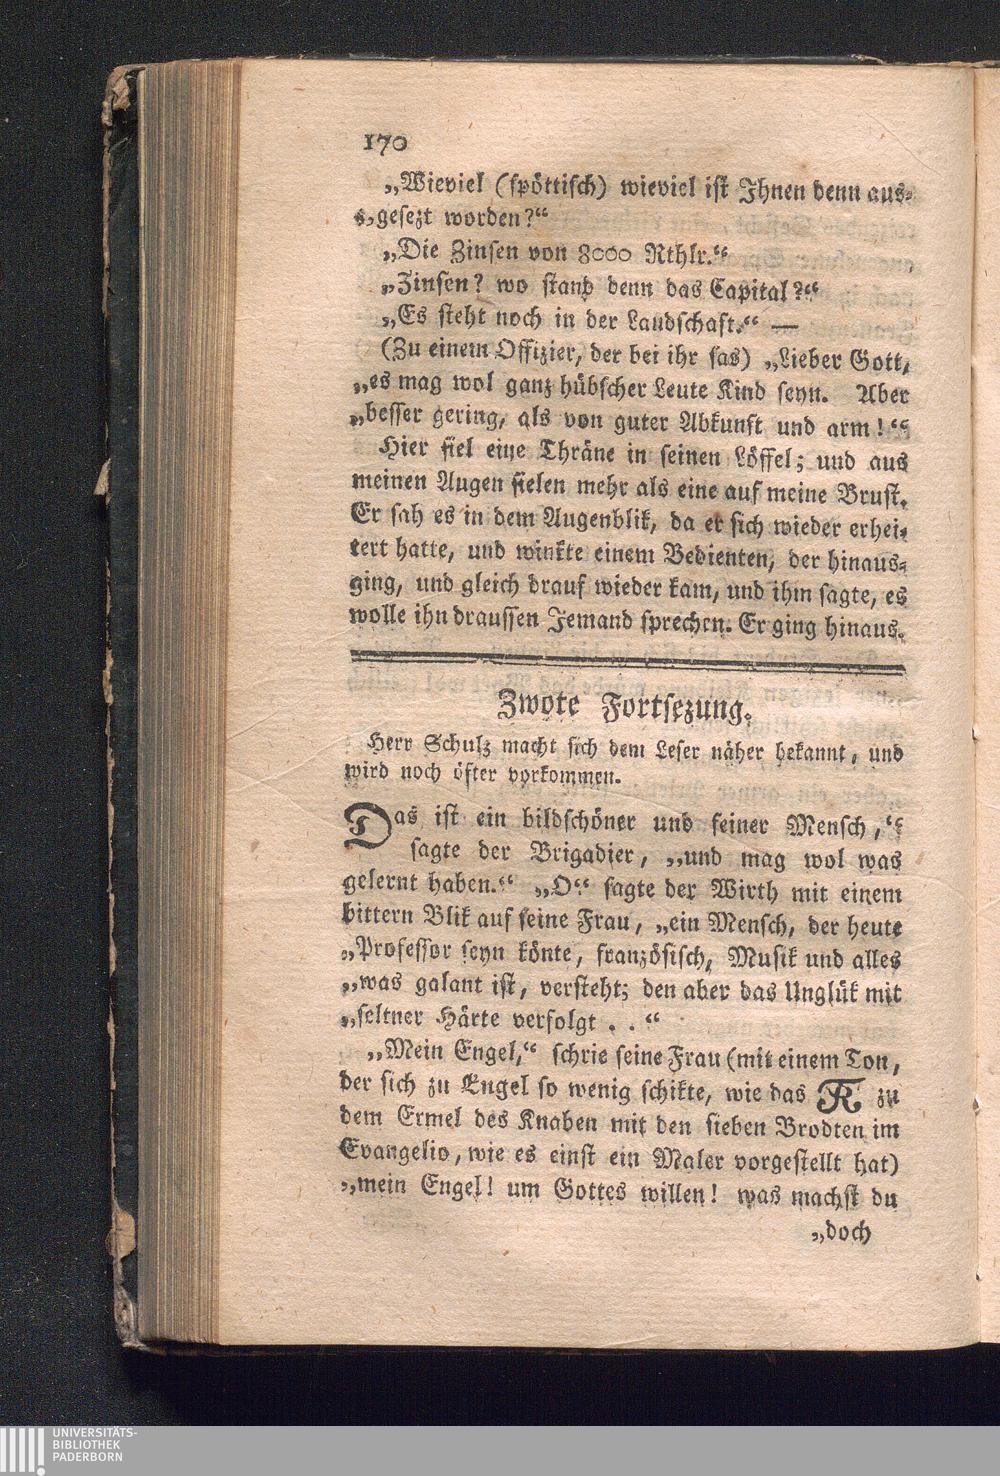 170
„Wieviel (spöttisch) wieviel ist Ihnen denn aus-
„gesezt worden?“
„Die Zinsen von 8000 Rthlr.“
„Zinsen? wo stand denn das Capital?“
„Es steht noch in der Landschaft.“ —
(Zu einem Offizier, der bei ihr sas) „Lieber Gott,
„es mag wol ganz hübscher Leute Kind seyn. Aber
„besser gering, als von guter Abkunft und arm!“
Hier fiel eine Thräne in seinen Löffel; und aus
meinen Augen fielen mehr als eine auf meine Brust.
Er sah es in dem Augenblik, da er sich wieder erhei-
tert hatte, und winkte einem Bedienten, der hinaus-
ging, und gleich drauf wieder kam, und ihm sagte, es
wolle ihn draussen Jemand sprechen. Er ging hinaus.
Zwote Fortsezung.
Herr Schulz macht sich dem Leser näher bekannt, und
wird noch öfter vorkommen.
Das ist ein bildschöner und feiner Mensch,“
sagte der Brigadier, „und mag wol was
gelernt haben.“ „O“ sagte der Wirth mit einem
bittern Blik auf seine Frau, „ein Mensch, der heute
„Professor seyn könte, französisch, Musik und alles
„was galant ist, versteht; den aber das Unglük mit
„seltner Härte verfolgt . . “
„Mein Engel,“ schrie seine Frau (mit einem Ton,
der sich zu Engel so wenig schikte, wie das R zu
dem Ermel des Knaben mit den sieben Brodten im
Evangelio, wie es einst ein Maler vorgestellt hat)
„mein Engel! um Gottes willen! was machst du
„doch
UNIVERSITÄTS-
BIBLIOTHEK
PADERBORN